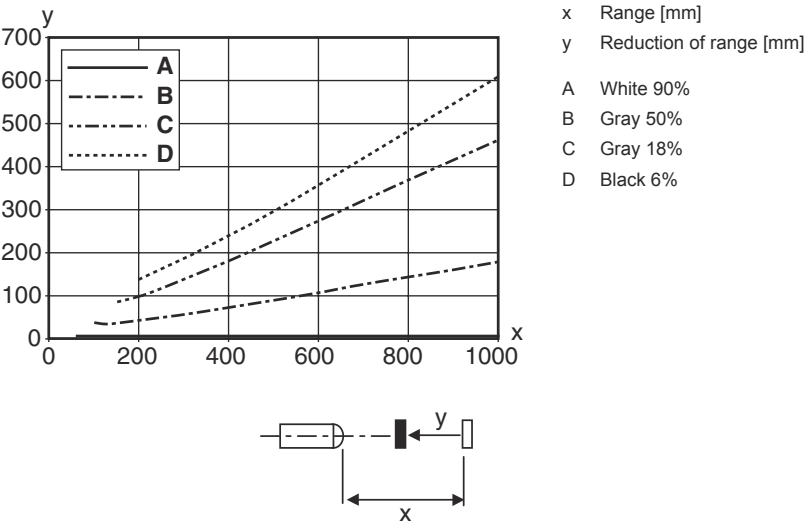 y
700
600
500
400
300
200
100
0
A
B
C
D
0 200 400 600 800 1000
x
x Range [mm]
y Reduction of range [mm]
A White 90%
B Gray 50%
C Gray 18%
D Black 6%
y
x